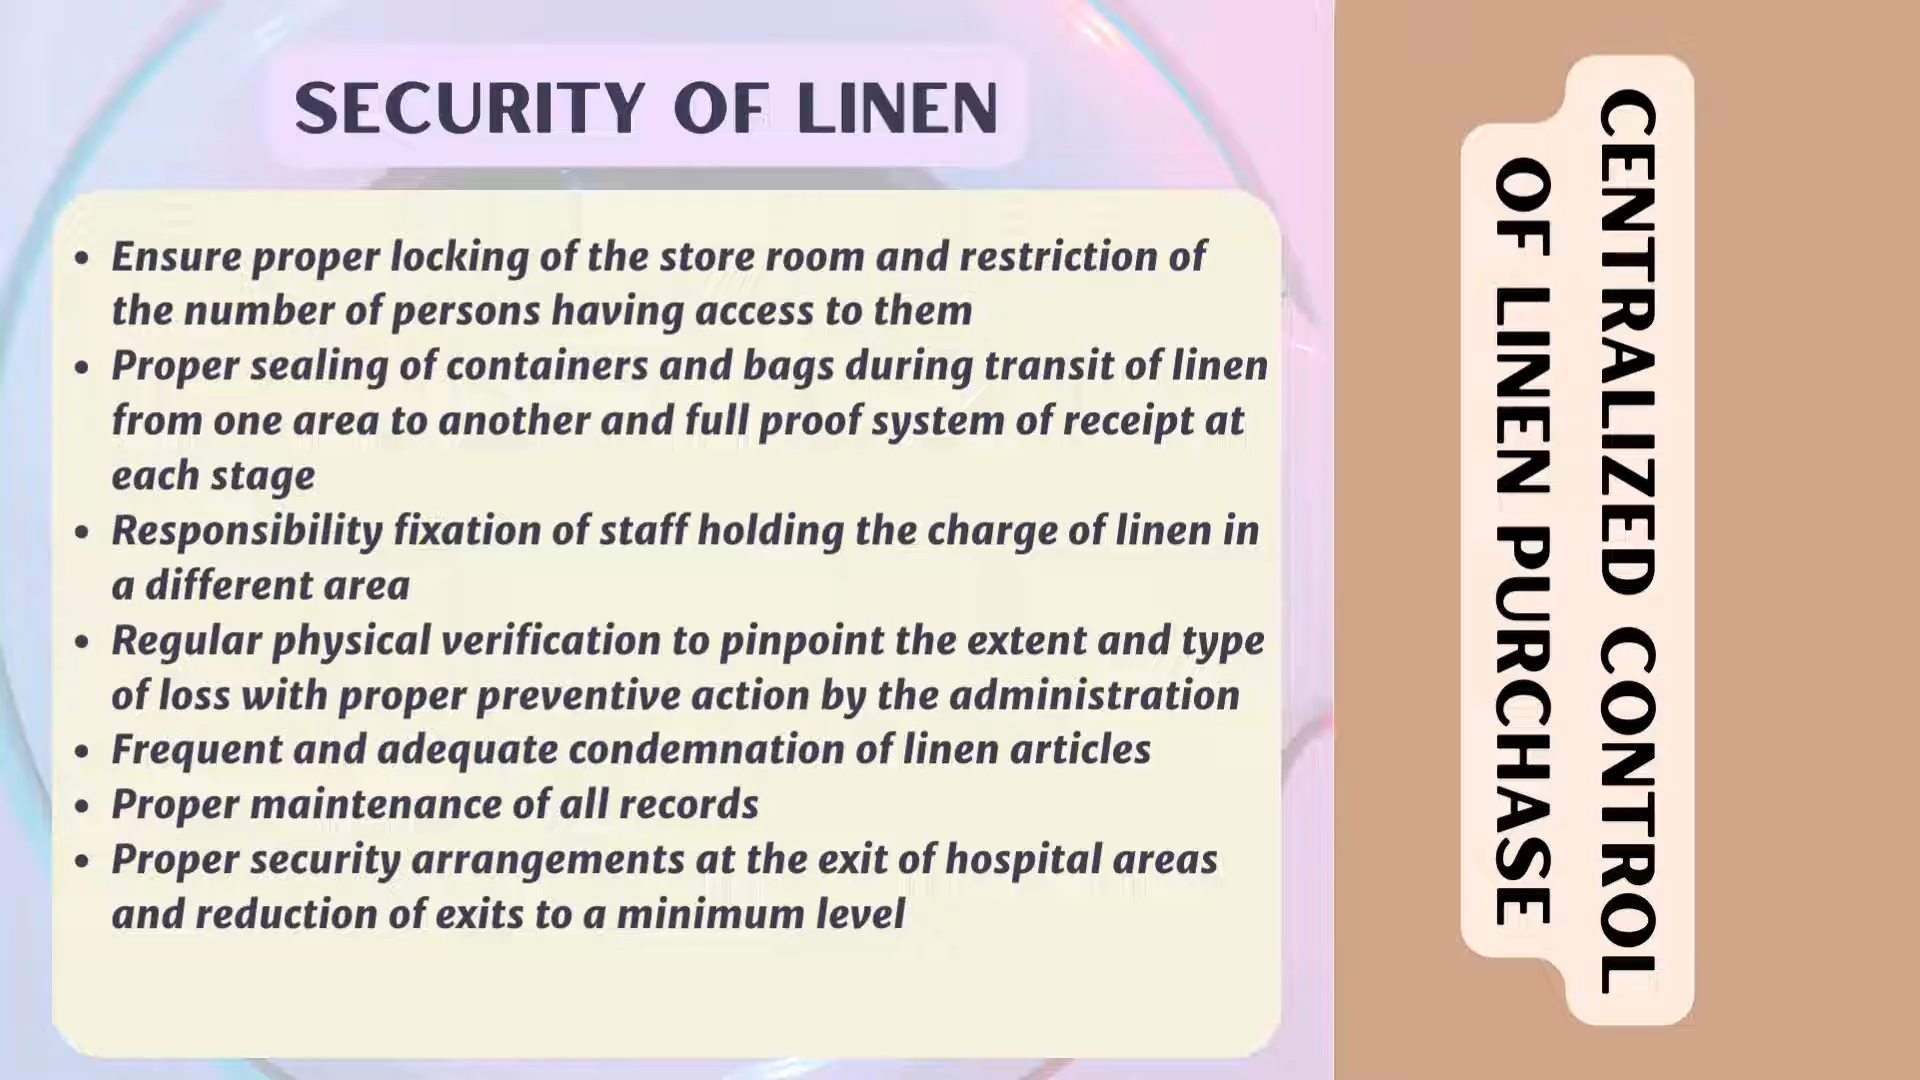 SECURITY OF LINEN
• Ensure proper locking of the store room and restriction of
the number of persons having access to them
• Proper sealing of containers and bags during transit of linen
from one area to another and full proof system of receipt at
each stage
• Responsibility fixation of staff holding the charge of linen in
a different area
• Regular physical verification to pinpoint the extent and type
of loss with proper preventive action by the administration
• Frequent and adequate condemnation of linen articles
• Proper maintenance of all records
• Proper security arrangements at the exit of hospital areas
and reduction of exits to a minimum level
CENTRALIZED CONTROL
OF LINEN PURCHASE